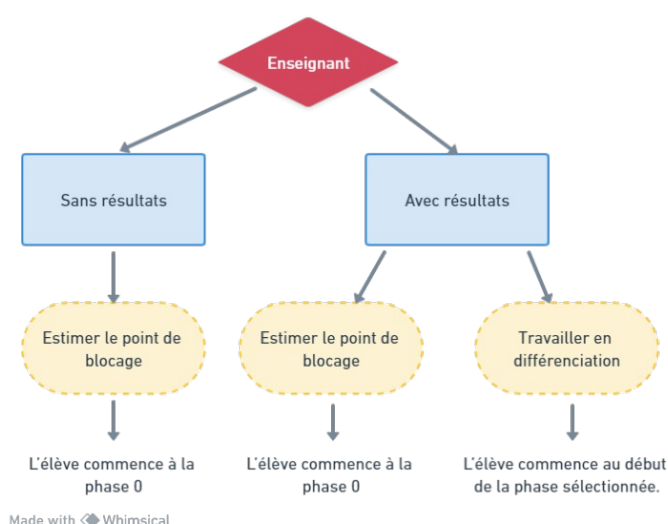 Enseignant
Sans résultats
Avec résultats
Estimer le point de
blocage
Estimer le point de
blocage
Travailler en
différenciation
L'élève commence à la
phase 0
L'élève commence à la
phase 0
L'élève commence au début
de la phase sélectionnée.
Made with Whimsical